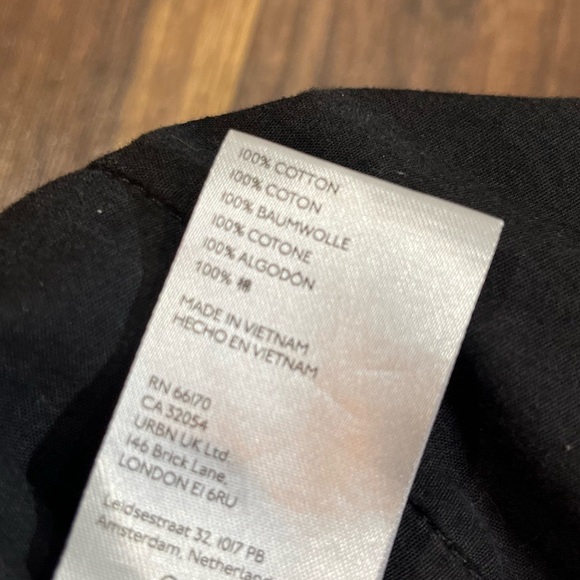 100% COTTON
100% COTON
100% BAUMWOLLE
100% COTONE
100% ALGODÓN
100% 棉
MADE IN VIETNAM
HECHO EN VIETNAM
RN 66170
CA 32054
URBN UK Ltd.
146 Brick Lane,
LONDON E1 6RU
Leidsestraat 32, 1017 PB
Amsterdam, Netherland